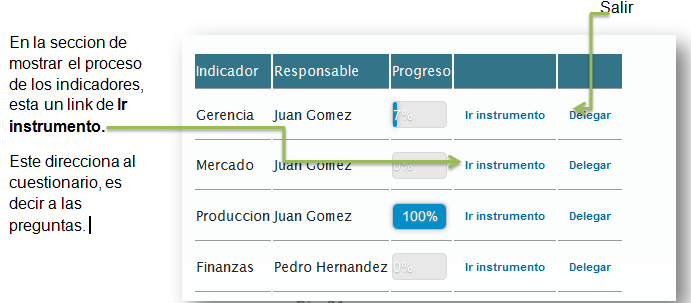 Salir
En la seccion de
mostrar el proceso
de los indicadores,
esta un link de Ir
instrumento.
Este direcciona al
cuestionario, es
decir a las
preguntas.
Indicador Responsable Progreso
Gerencia Juan Gomez 7% Ir instrumento Delegar
Mercado Juan Gomez 0% Ir instrumento Delegar
Produccion Juan Gomez 100% Ir instrumento Delegar
Finanzas Pedro Hernandez 0% Ir instrumento Delegar